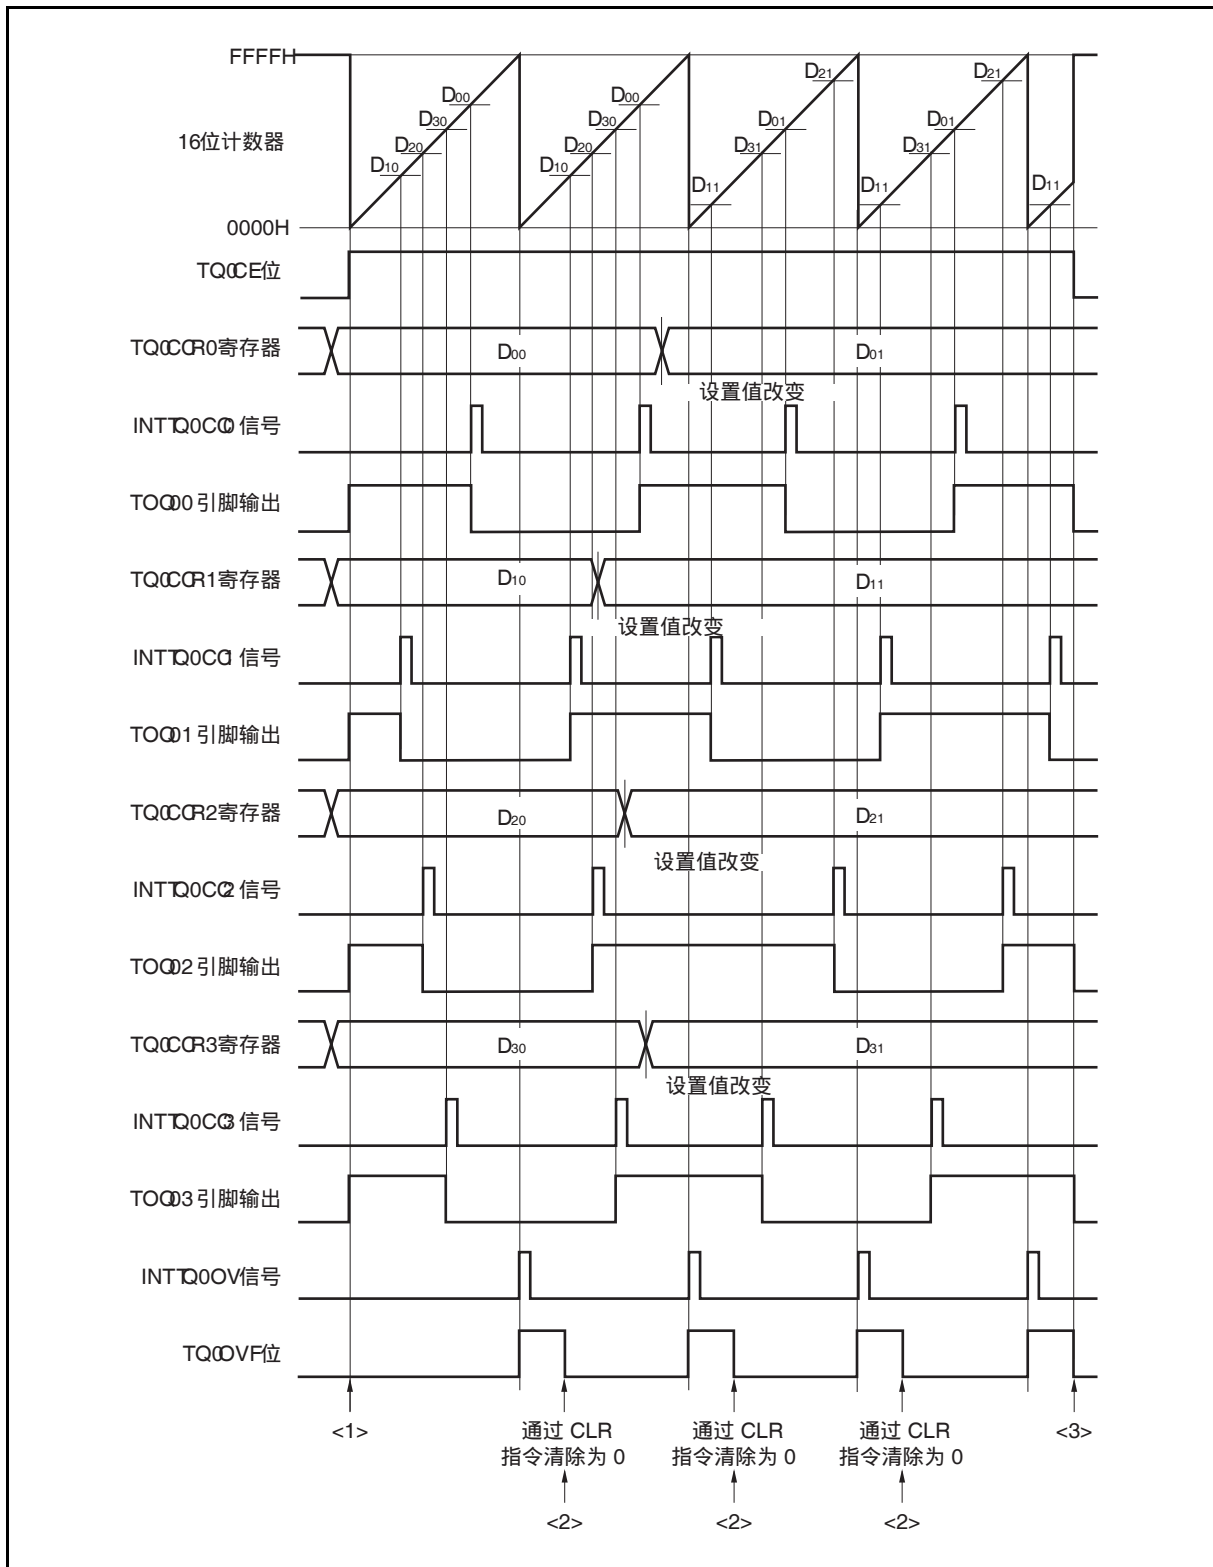 FFFFH
D00 D00 D21 D21
D30 D30 D01 D01
16位计数器
D20 D20 D31 D31
D10 D10 D11 D11 D11
0000H
TQ0CE位
TQ0CCR0寄存器
D00 D01
设置值改变
INTTQ0CC0 信号
TOQ00 引脚输出
TQ0CCR1寄存器
D10 D11
设置值改变
INTTQ0CC1 信号
TOQ01 引脚输出
TQ0CCR2寄存器
D20 D21
设置值改变
INTTQ0CC2 信号
TOQ02 引脚输出
TQ0CCR3寄存器
D30 D31
设置值改变
INTTQ0CC3 信号
TOQ03 引脚输出
INTTQ0OV信号
TQ0OVF位
<1> 通过 CLR 通过 CLR 通过 CLR <3>
指令清除为 0 指令清除为 0 指令清除为 0
<2> <2> <2>